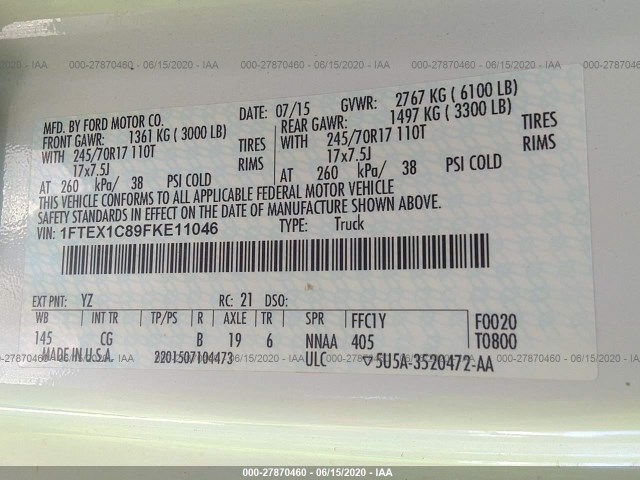 000-27870460 - 06/15/2020 - IAA
MFD. BY FORD MOTOR CO. DATE: 07/15 GVWR: 2767 KG ( 6100 LB)
FRONT GAWR: 1361 KG ( 3000 LB) REAR GAWR: 1497 KG ( 3300 LB)
WITH 245/70R17 110T TIRES WITH 245/70R17 110T TIRES
17x7.5J RIMS 17x7.5J RIMS
AT 260 kPa/ 38 PSI COLD AT 260 kPa/ 38 PSI COLD
THIS VEHICLE CONFORMS TO ALL APPLICABLE FEDERAL MOTOR VEHICLE
SAFETY STANDARDS IN EFFECT ON THE DATE OF MANUFACTURE SHOWN ABOVE.
VIN: 1FTEX1C89FKE11046 TYPE: Truck
EXT PNT: YZ RC: 21 DSO:
WB INT TR TP/PS R AXLE TR SPR FFC1Y F0020
145 CG B 19 6 NNAA 405 T0800
MADE IN U.S.A. 2201507104473 ULC ▽5U5A-3520472-AA
000-27870460 - 06/15/2020 - IAA
000-27870460 - 06/15/2020 - IAA